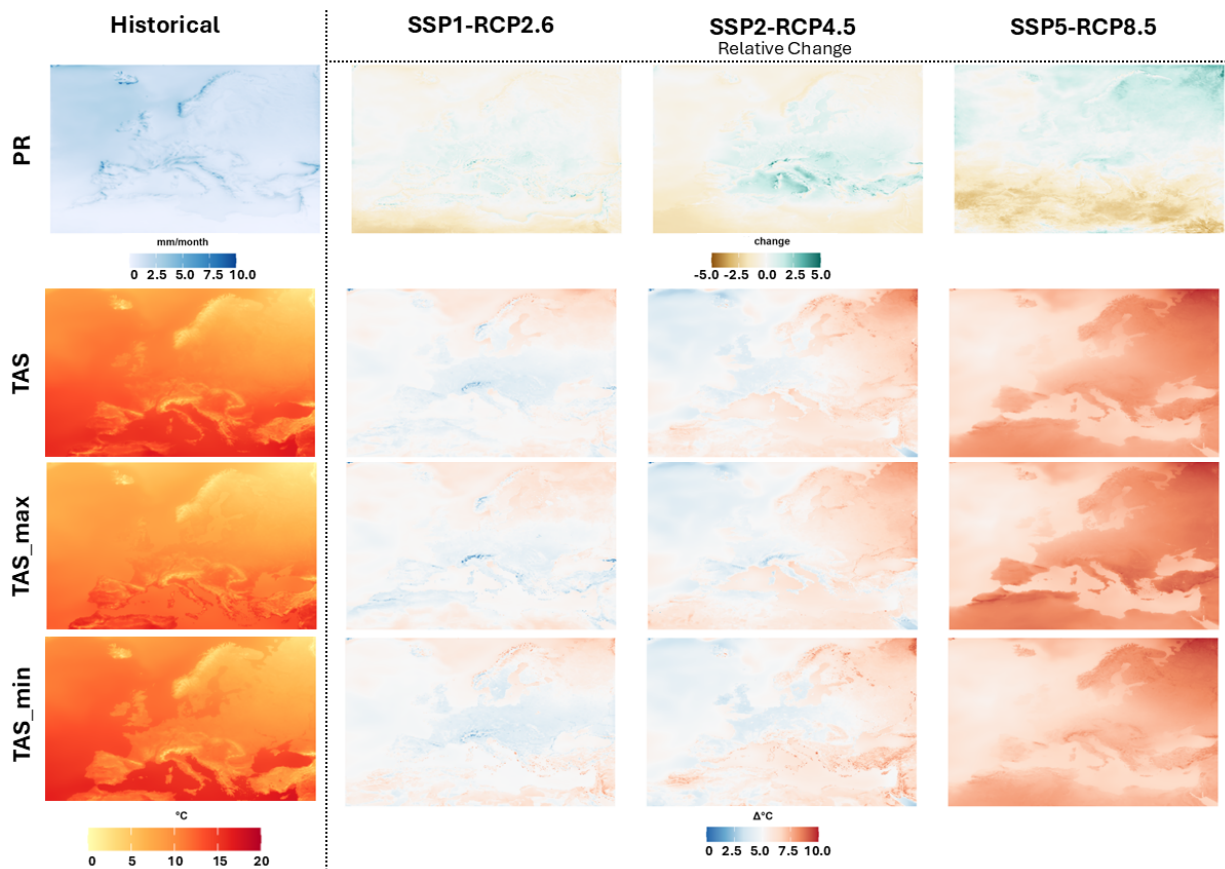 Historical
SSP1-RCP2.6
SSP2-RCP4.5
SSP5-RCP8.5
Relative Change
PR
mm/month
0 2.5 5.0 7.5 10.0
change
-5.0 -2.5 0.0 2.5 5.0
TAS
TAS_max
TAS_min
°C
0 5 10 15 20
Δ°C
0 2.5 5.0 7.5 10.0